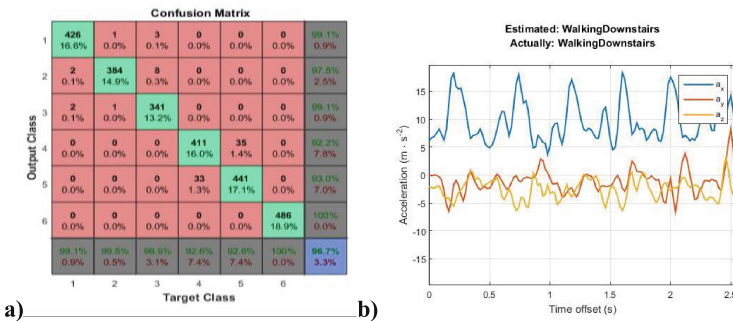 Confusion Matrix
426 1 3 0 0 0 99.1%
1
16.6% 0.0% 0.1% 0.0% 0.0% 0.0% 0.9%
2 384 8 0 0 0 97.5%
2
0.1% 14.9% 0.3% 0.0% 0.0% 0.0% 2.5%
2 1 341 0 0 0 99.1%
3
0.1% 0.0% 13.2% 0.0% 0.0% 0.0% 0.9%
0 0 0 411 35 0 92.2%
4
0.0% 0.0% 0.0% 16.0% 1.4% 0.0% 7.8%
0 0 0 33 441 0 93.0%
5
0.0% 0.0% 0.0% 1.3% 17.1% 0.0% 7.0%
0 0 0 0 0 486 100%
6
0.0% 0.0% 0.0% 0.0% 0.0% 18.9% 0.0%
99.1% 99.5% 96.9% 92.6% 92.6% 100% 96.7%
0.9% 0.5% 3.1% 7.4% 7.4% 0.0% 3.3%
1 2 3 4 5 6
Target Class
Output Class
a)
Estimated: WalkingDownstairs
Actually: WalkingDownstairs
a_x
a_y
a_z
15
10
5
0
-5
-10
-15
Acceleration (m · s⁻²)
0 0.5 1 1.5 2 2.5
Time offset (s)
b)